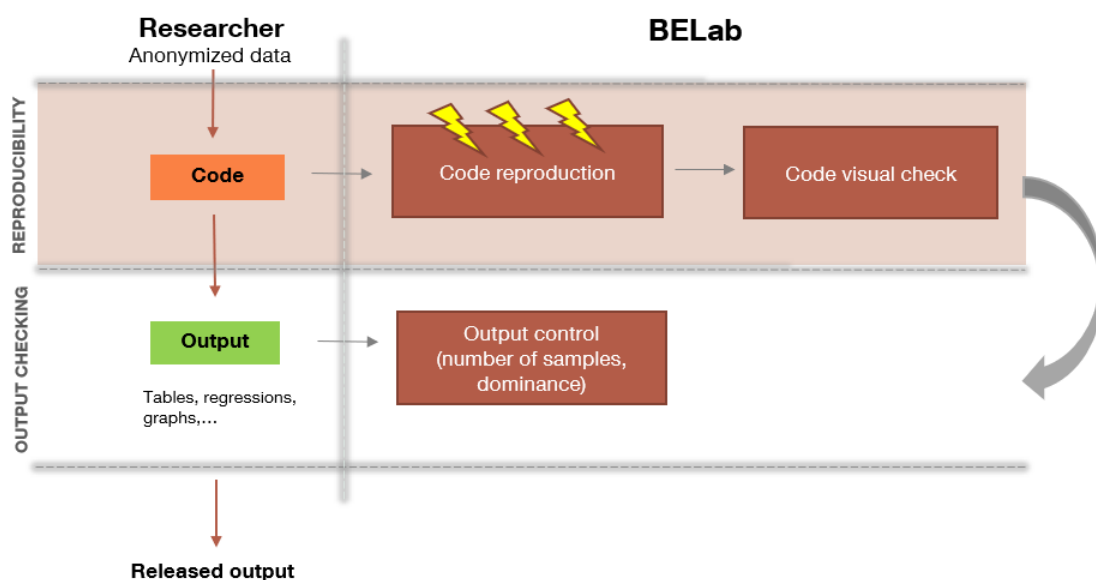 Researcher
Anonymized data
BELab
REPRODUCIBILITY
Code
Code reproduction
Code visual check
OUTPUT CHECKING
Output
Output control
(number of samples,
dominance)
Tables, regressions,
graphs,...
Released output